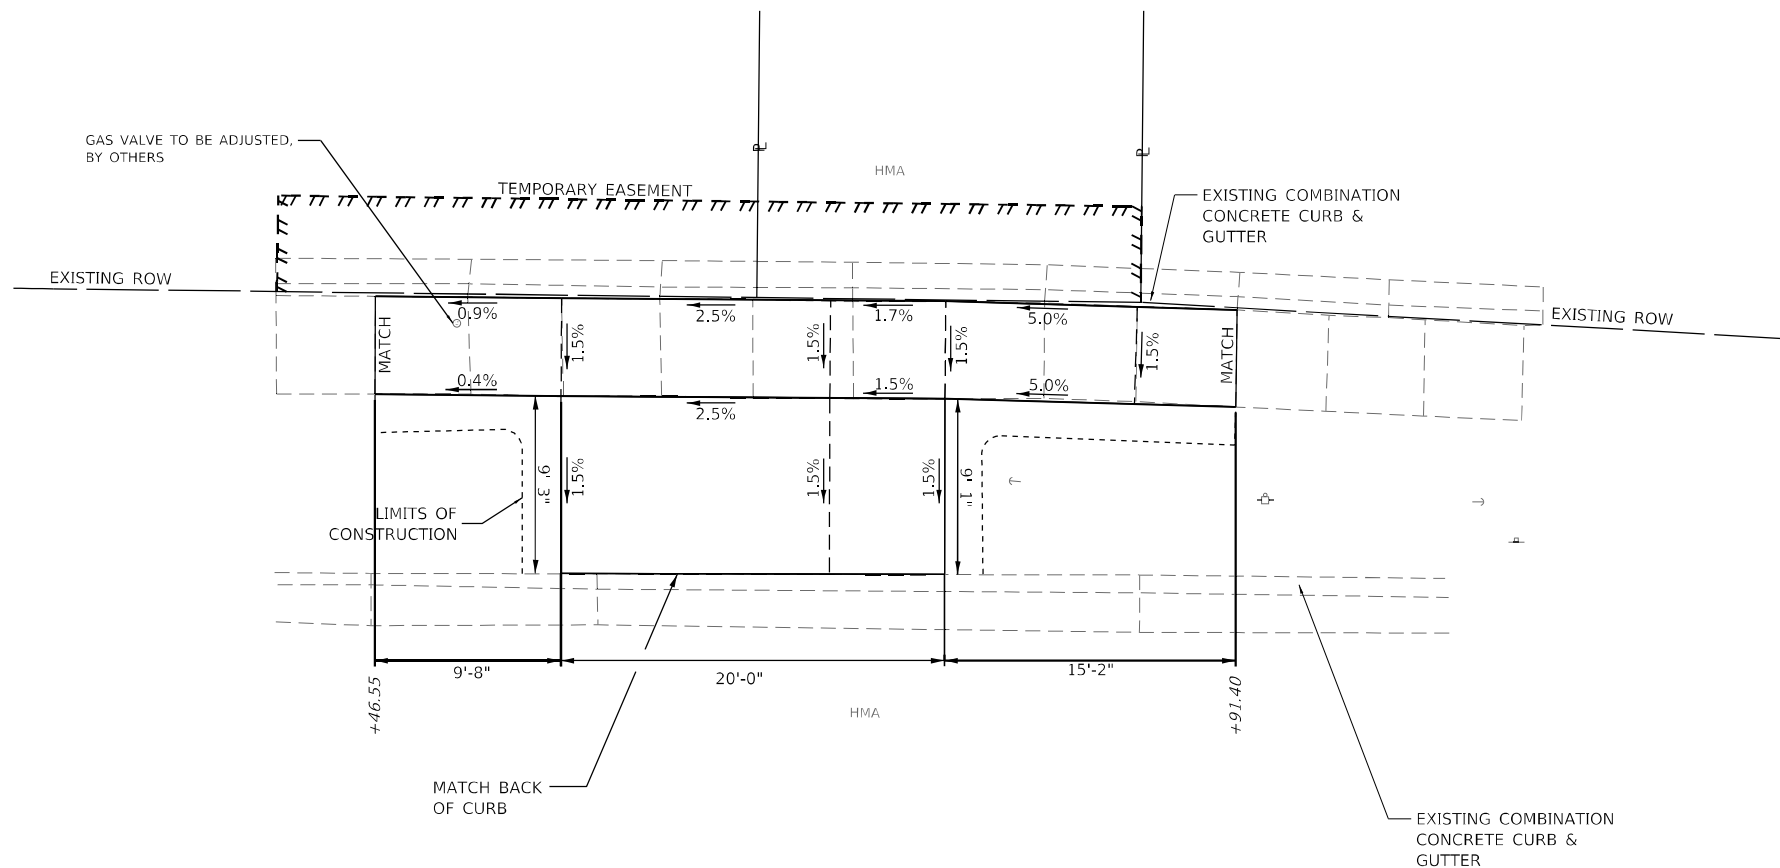 GAS VALVE TO BE ADJUSTED,
BY OTHERS
HMA
TEMPORARY EASEMENT
EXISTING COMBINATION
CONCRETE CURB &
GUTTER
EXISTING ROW
EXISTING ROW
MATCH
0.9%
1.5%
2.5%
1.5%
1.7%
1.5%
5.0%
1.5%
MATCH
0.4%
2.5%
1.5%
5.0%
9' 3"
1.5%
1.5%
1.5%
9' 1"
LIMITS OF
CONSTRUCTION
9'-8"
20'-0"
15'-2"
+46.55
+91.40
HMA
MATCH BACK
OF CURB
EXISTING COMBINATION
CONCRETE CURB &
GUTTER